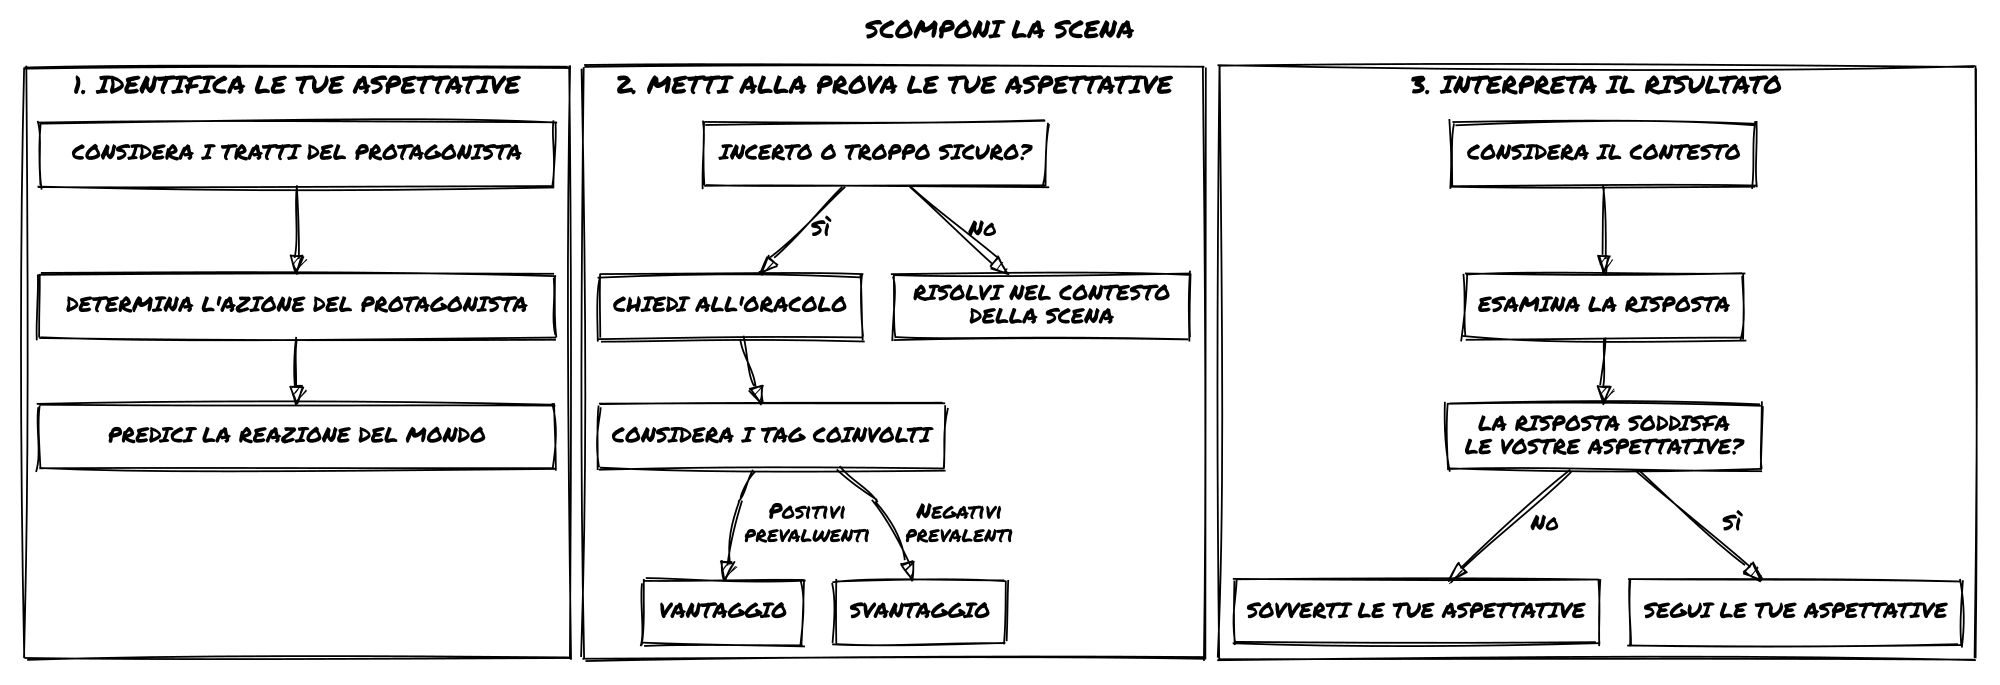 SCOMPONI LA SCENA
1. IDENTIFICA LE TUE ASPETTATIVE
CONSIDERA I TRATTI DEL PROTAGONISTA
DETERMINA L'AZIONE DEL PROTAGONISTA
PREDICI LA REAZIONE DEL MONDO
2. METTI ALLA PROVA LE TUE ASPETTATIVE
INCERTO O TROPPO SICURO?
SÌ
NO
CHIEDI ALL'ORACOLO
RISOLVI NEL CONTESTO
DELLA SCENA
CONSIDERA I TAG COINVOLTI
POSITIVI
PREVALWENTI
NEGATIVI
PREVALENTI
VANTAGGIO
SVANTAGGIO
3. INTERPRETA IL RISULTATO
CONSIDERA IL CONTESTO
ESAMINA LA RISPOSTA
LA RISPOSTA SODDISFA
LE VOSTRE ASPETTATIVE?
NO
SÌ
SOVVERTI LE TUE ASPETTATIVE
SEGUI LE TUE ASPETTATIVE